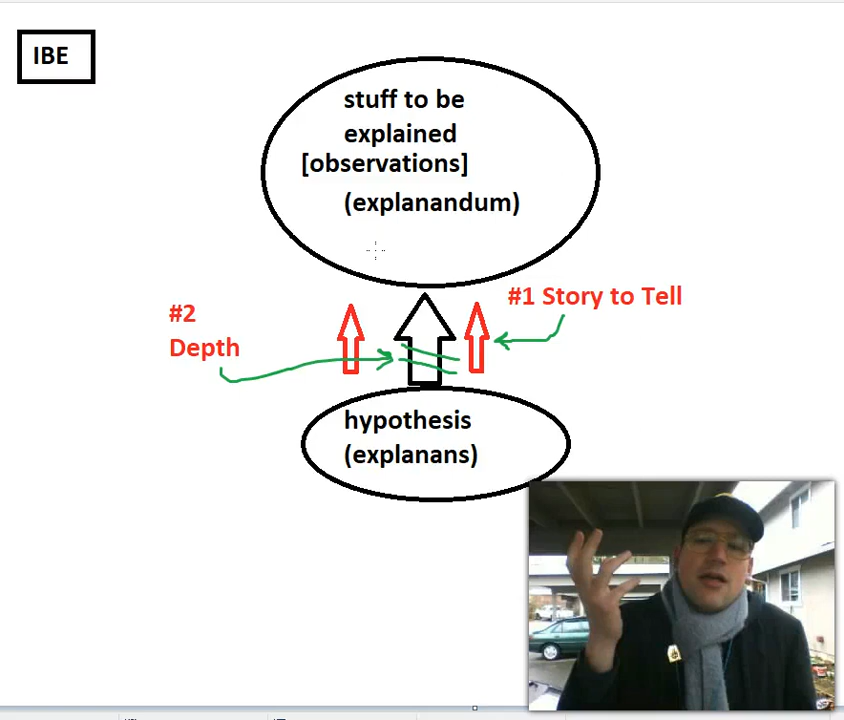 IBE
stuff to be
explained
[observations]
(explanandum)
#1 Story to Tell
#2
Depth
hypothesis
(explanans)